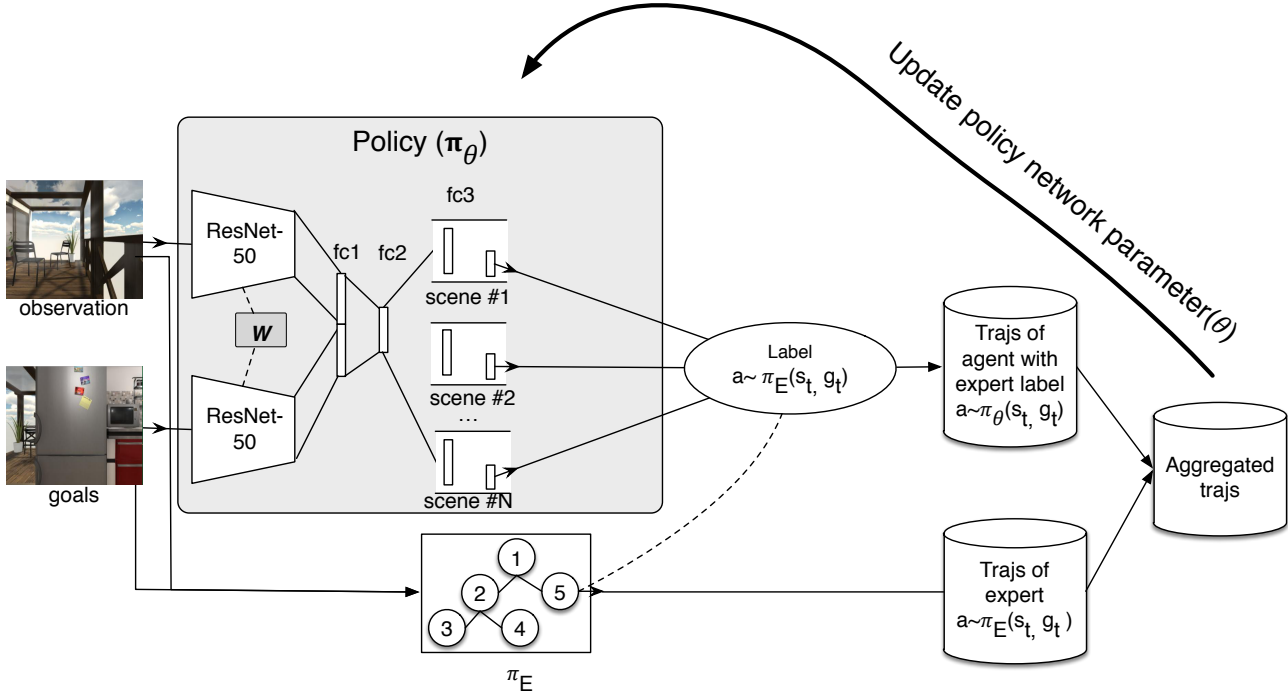 Update policy network parameter(θ)
Policy (π_θ)
observation
goals
ResNet-
50
W
ResNet-
50
fc1
fc2
fc3
scene #1
scene #2
...
scene #N
Label
a~ π_E(s_t, g_t)
Trajs of
agent with
expert label
a~π_θ(s_t, g_t)
Aggregated
trajs
1
2
5
3
4
π_E
Trajs of
expert
a~π_E(s_t, g_t )